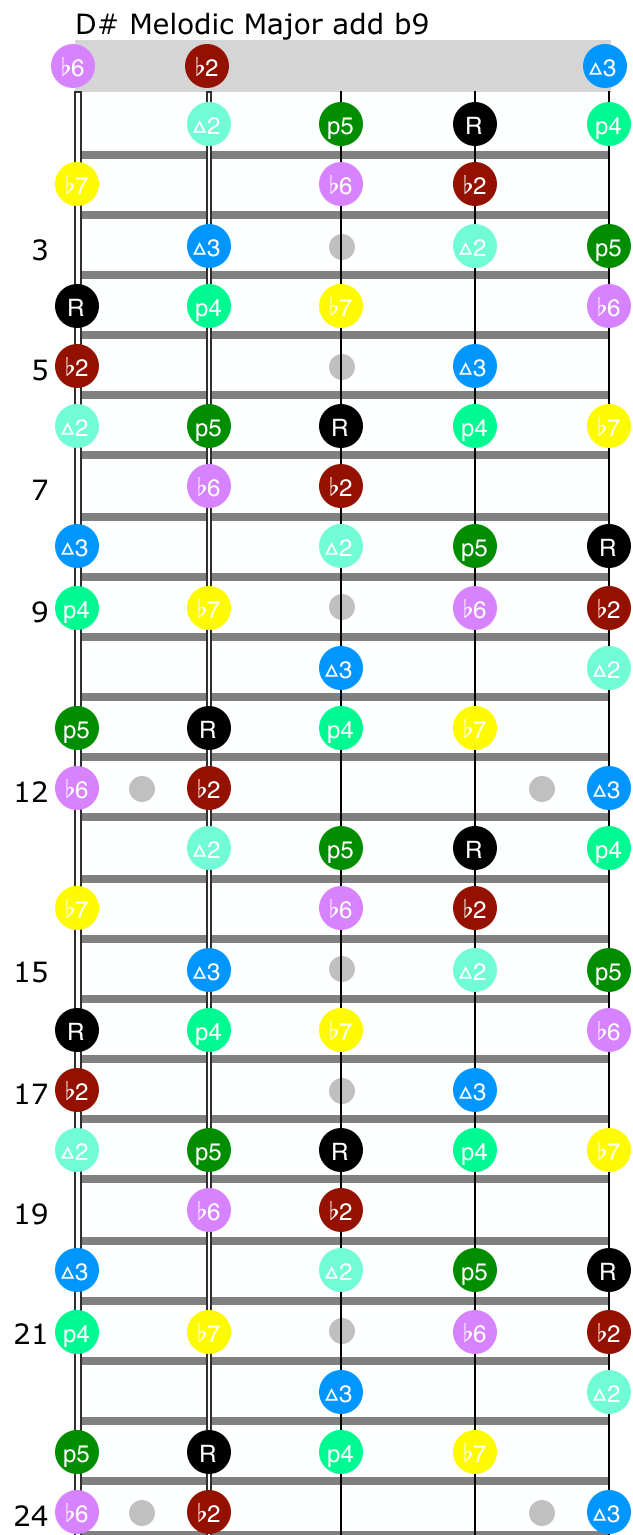 D# Melodic Major add b9
♭6 ♭2 △3
△2 p5 R p4
♭7 ♭6 ♭2
3 △3 △2 p5
R p4 ♭7 ♭6
5 ♭2 △3
△2 p5 R p4 ♭7
7 ♭6 ♭2
△3 △2 p5 R
9 p4 ♭7 ♭6 ♭2
△3 △2
p5 R p4 ♭7
12 ♭6 ♭2 △3
△2 p5 R p4
♭7 ♭6 ♭2
15 △3 △2 p5
R p4 ♭7 ♭6
17 ♭2 △3
△2 p5 R p4 ♭7
19 ♭6 ♭2
△3 △2 p5 R
21 p4 ♭7 ♭6 ♭2
△3 △2
p5 R p4 ♭7
24 ♭6 ♭2 △3